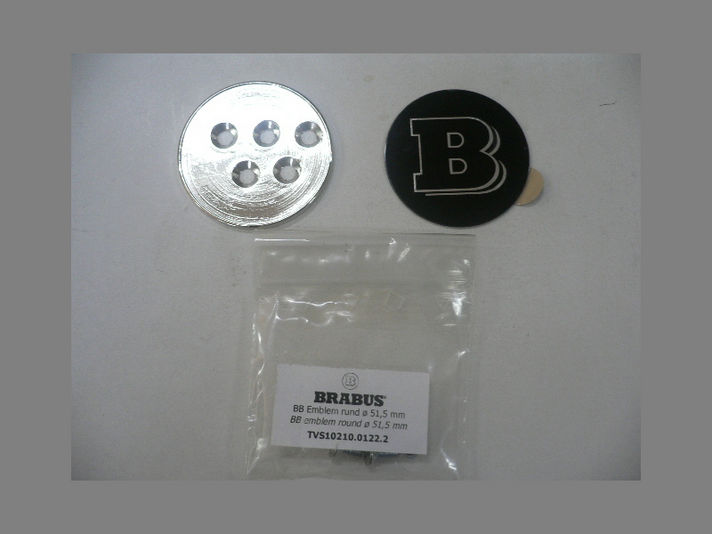 B
B
BRABUS®
BB Emblem rund ø 51,5 mm
BB emblem round ø 51,5 mm
TVS10210.0122.2